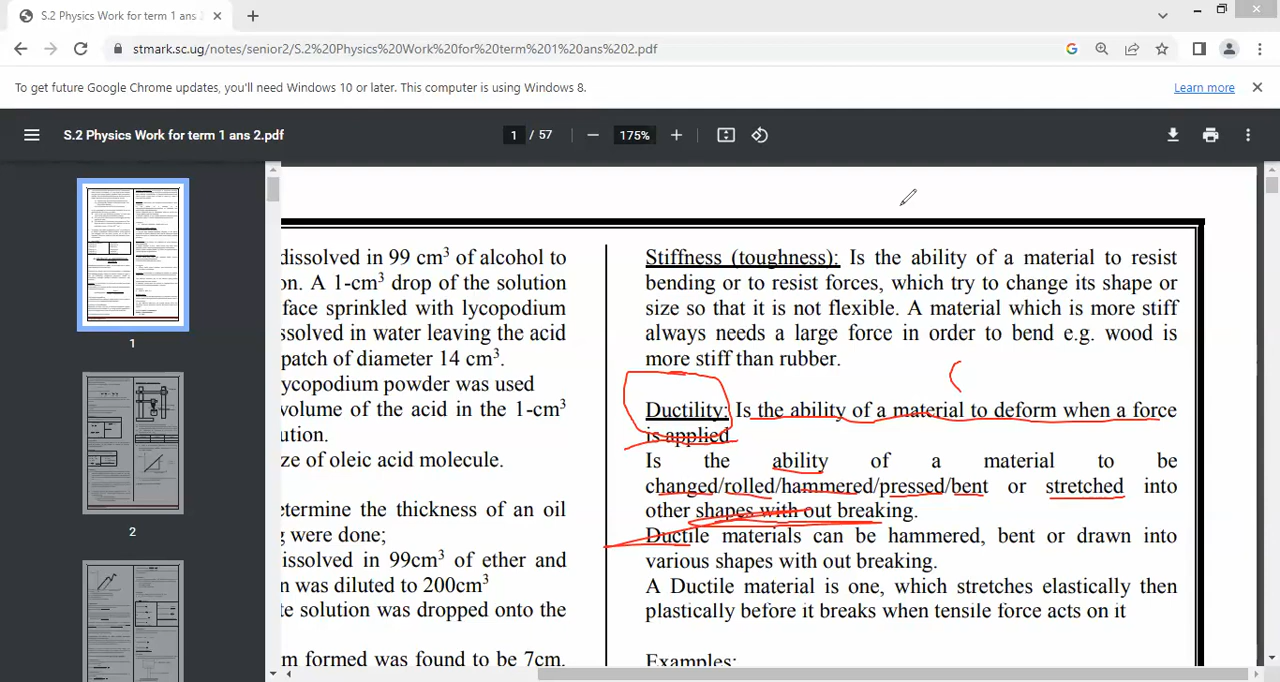 S.2 Physics Work for term 1 ans 2
stmark.sc.ug/notes/senior2/S.2%20Physics%20Work%20for%20term%201%20ans%202.pdf
To get future Google Chrome updates, you'll need Windows 10 or later. This computer is using Windows 8.
Learn more
S.2 Physics Work for term 1 ans 2.pdf
1 / 57
175%
1
2
dissolved in 99 cm³ of alcohol to
on. A 1-cm³ drop of the solution
face sprinkled with lycopodium
ssolved in water leaving the acid
patch of diameter 14 cm³.
ycopodium powder was used
volume of the acid in the 1-cm³
ution.
ze of oleic acid molecule.
etermine the thickness of an oil
g were done;
dissolved in 99cm³ of ether and
n was diluted to 200cm³
te solution was dropped onto the
m formed was found to be 7cm.
Stiffness (toughness): Is the ability of a material to resist
bending or to resist forces, which try to change its shape or
size so that it is not flexible. A material which is more stiff
always needs a large force in order to bend e.g. wood is
more stiff than rubber.
Ductility: Is the ability of a material to deform when a force
is applied
Is the ability of a material to be
changed/rolled/hammered/pressed/bent or stretched into
other shapes with out breaking.
Ductile materials can be hammered, bent or drawn into
various shapes with out breaking.
A Ductile material is one, which stretches elastically then
plastically before it breaks when tensile force acts on it
Examples: